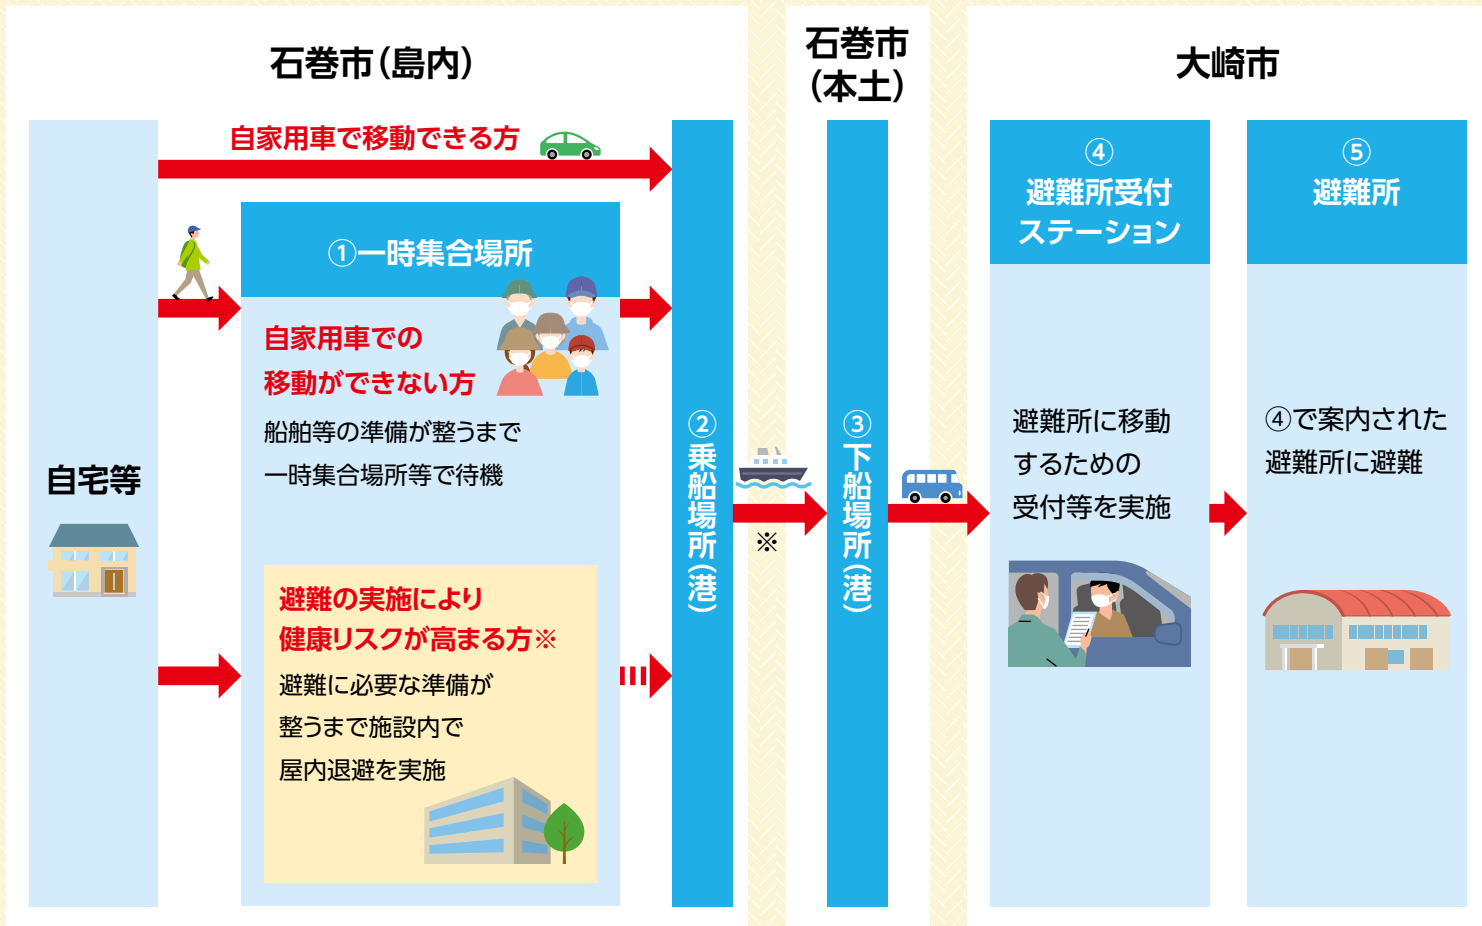 石巻市(島内)
自宅等
自家用車で移動できる方
①一時集合場所
自家用車での
移動ができない方
船舶等の準備が整うまで
一時集合場所等で待機
避難の実施により
健康リスクが高まる方※
避難に必要な準備が
整うまで施設内で
屋内退避を実施
②乗船場所(港)
※
石巻市
(本土)
③下船場所(港)
大崎市
④
避難所受付
ステーション
避難所に移動
するための
受付等を実施
⑤
避難所
④で案内された
避難所に避難